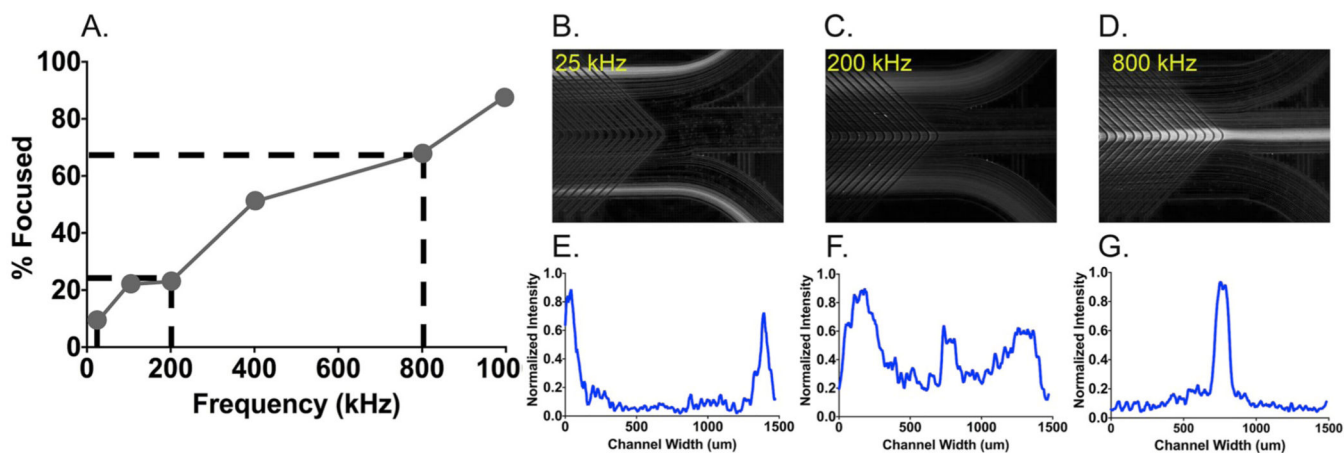 A.
% Focused
100
80
60
40
20
0
0 200 400 600 800 100
Frequency (kHz)
B.
25 kHz
C.
200 kHz
D.
800 kHz
E.
Normalized Intensity
1.0
0.8
0.6
0.4
0.2
0.0
0 500 1000 1500
Channel Width (um)
F.
Normalized Intensity
1.0
0.8
0.6
0.4
0.2
0.0
0 500 1000 1500
Channel Width (um)
G.
Normalized Intensity
1.0
0.8
0.6
0.4
0.2
0.0
0 500 1000 1500
Channel Width (um)